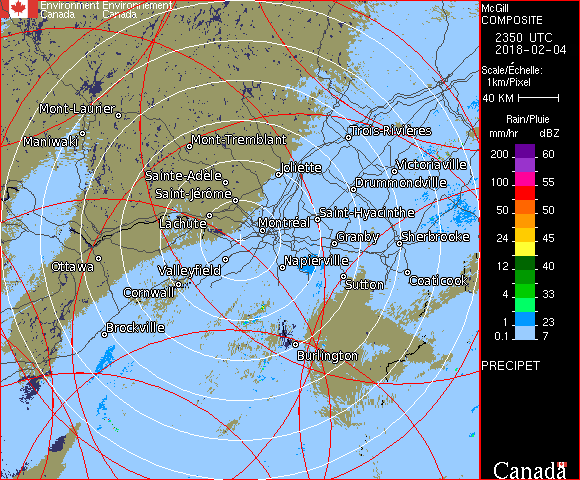 Environment Environnement
Canada Canada
McGill
COMPOSITE
2350 UTC
2018-02-04
Scale/Échelle:
1km/Pixel
40 KM
Rain/Pluie
mm/hr dBZ
200 60
100 55
50 50
24 45
12 40
4 33
1 23
0.1 7
PRECIPET
Canada
Mont-Laurier
Maniwaki
Mont-Tremblant
Trois-Rivières
Sainte-Adèle
Joliette
Victoriaville
Saint-Jérôme
Drummondville
Lachute
Montréal
Saint-Hyacinthe
Granby
Sherbrooke
Ottawa
Valleyfield
Napierville
Sutton
Coaticook
Cornwall
Brockville
Burlington